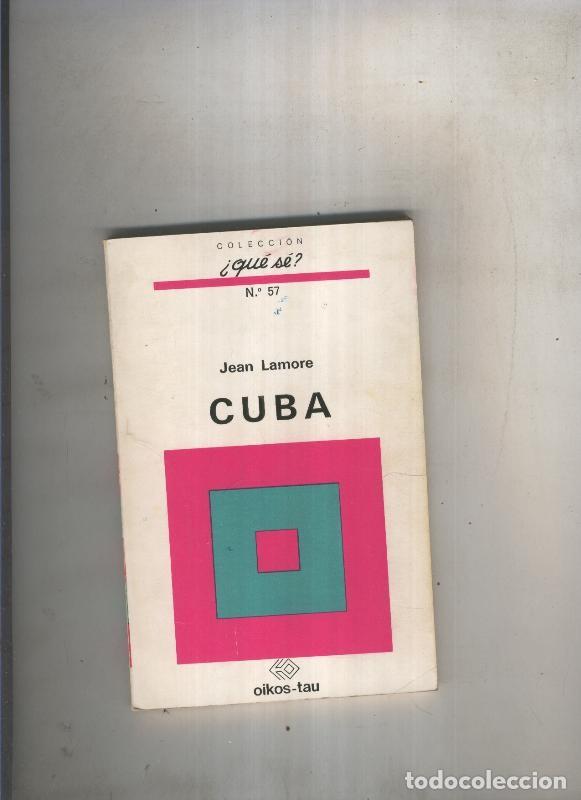 COLECCIÓN
¿qué sé?
N.º 57
Jean Lamore
CUBA
oikos-tau
todocoleccion